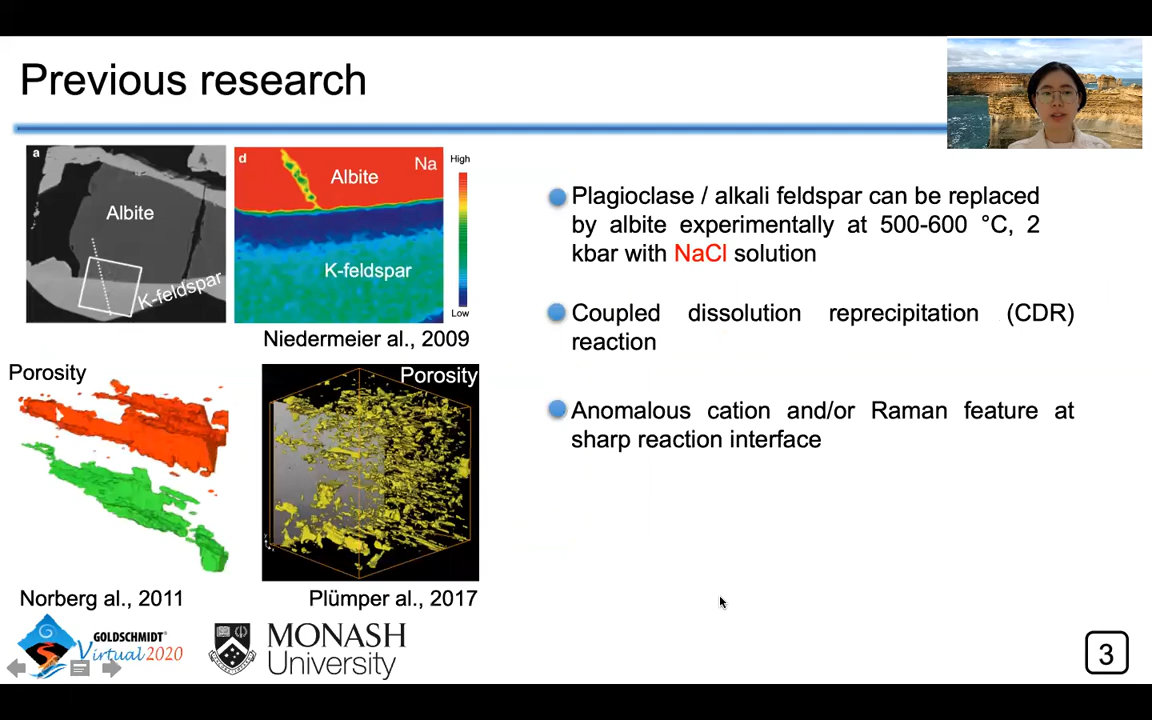 Previous research
a
Albite
K-feldspar
d
Na
Albite
K-feldspar
High
Low
Niedermeier al., 2009
Porosity
Porosity
Norberg al., 2011
Plümper al., 2017
Plagioclase / alkali feldspar can be replaced
by albite experimentally at 500-600 °C, 2
kbar with NaCl solution
Coupled dissolution reprecipitation (CDR)
reaction
Anomalous cation and/or Raman feature at
sharp reaction interface
GOLDSCHMIDT®
Virtual 2020
MONASH
University
3